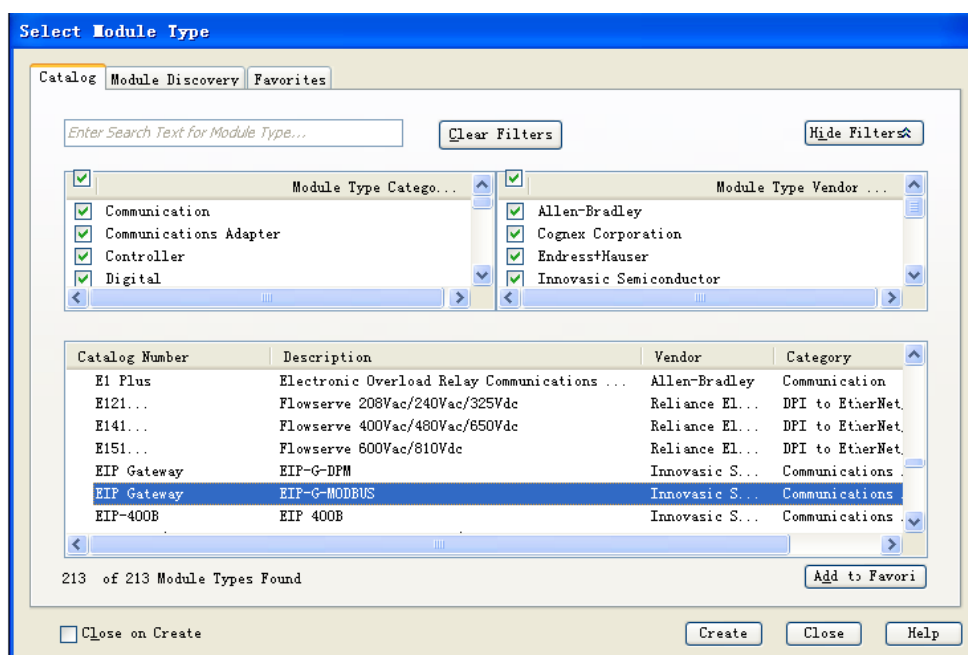 Select Module Type
Catalog Module Discovery Favorites
Enter Search Text for Module Type... Clear Filters Hide Filters
Module Type Catego... Module Type Vendor ...
Communication Allen-Bradley
Communications Adapter Cognex Corporation
Controller Endress+Hauser
Digital Innovasic Semiconductor
Catalog Number Description Vendor Category
E1 Plus Electronic Overload Relay Communications ... Allen-Bradley Communication
E121... Flowserve 208Vac/240Vac/325Vdc Reliance El... DPI to EtherNet
E141... Flowserve 400Vac/480Vac/650Vdc Reliance El... DPI to EtherNet
E151... Flowserve 600Vac/810Vdc Reliance El... DPI to EtherNet
EIP Gateway EIP-G-DPM Innovasic S... Communications
EIP Gateway EIP-G-MODBUS Innovasic S... Communications
EIP-400B EIP 400B Innovasic S... Communications
213 of 213 Module Types Found Add to Favori
Close on Create Create Close Help